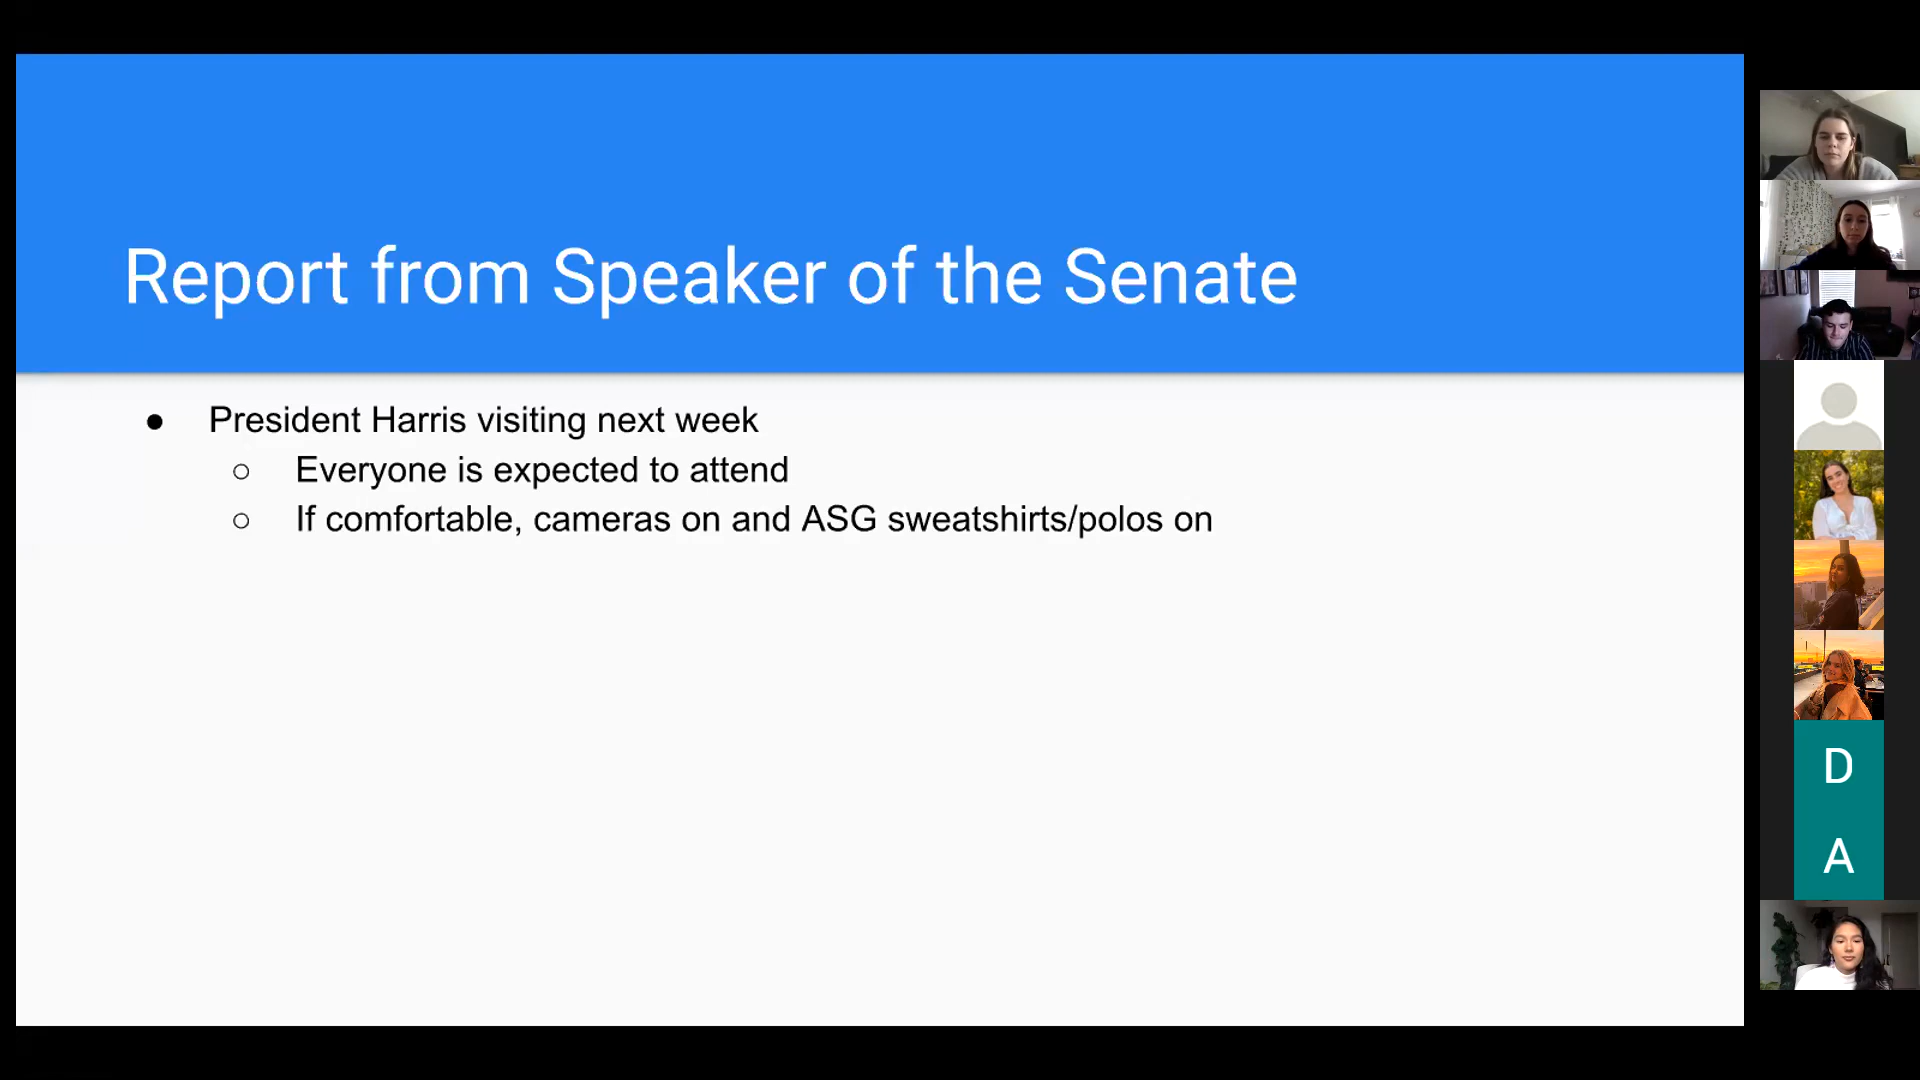 Report from Speaker of the Senate
● President Harris visiting next week
○ Everyone is expected to attend
○ If comfortable, cameras on and ASG sweatshirts/polos on
D
A